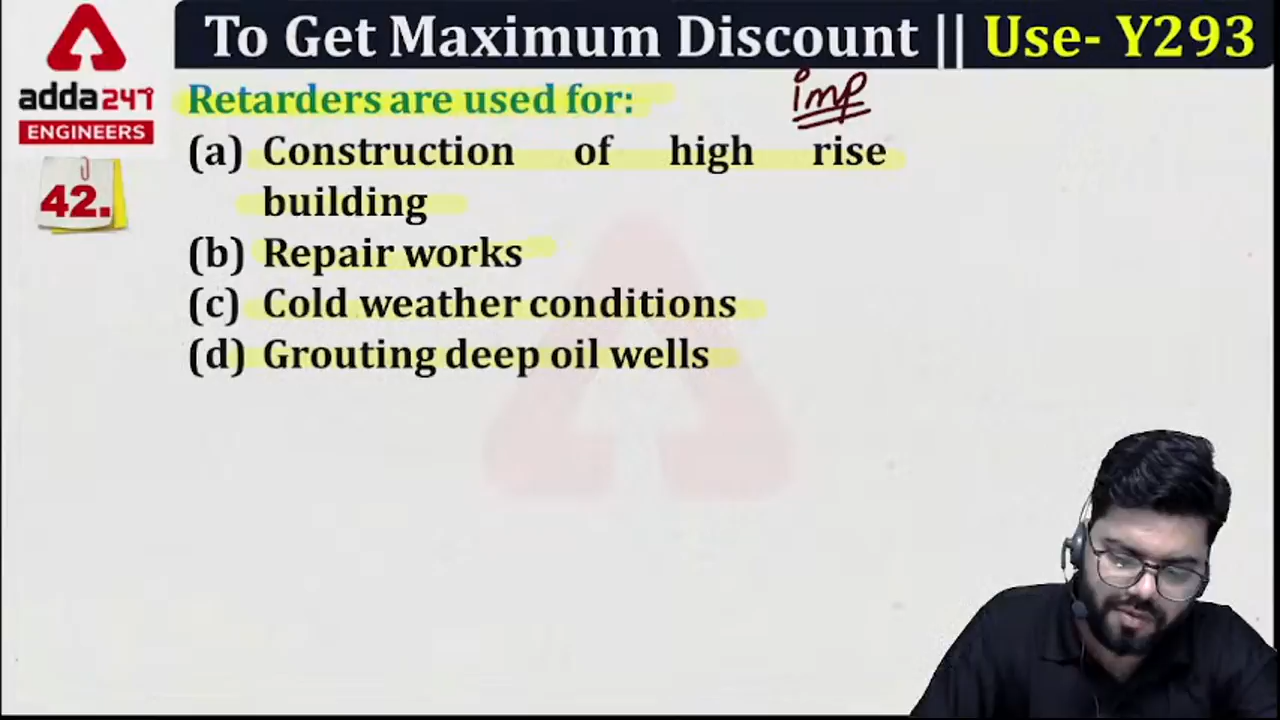 To Get Maximum Discount || Use- Y293
adda247
ENGINEERS
42.
Retarders are used for:
imp
(a) Construction of high rise
building
(b) Repair works
(c) Cold weather conditions
(d) Grouting deep oil wells